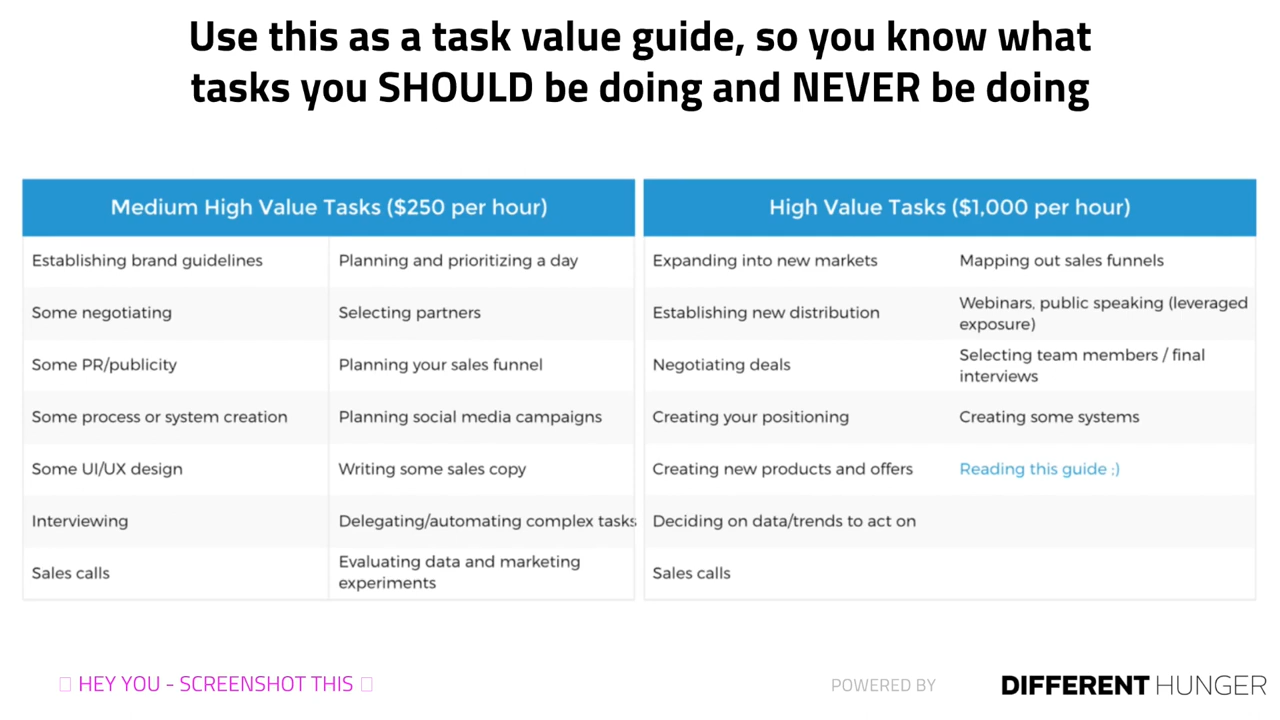 Use this as a task value guide, so you know what
tasks you SHOULD be doing and NEVER be doing
Medium High Value Tasks ($250 per hour)
Establishing brand guidelines
Planning and prioritizing a day
Some negotiating
Selecting partners
Some PR/publicity
Planning your sales funnel
Some process or system creation
Planning social media campaigns
Some UI/UX design
Writing some sales copy
Interviewing
Delegating/automating complex tasks
Sales calls
Evaluating data and marketing
experiments
High Value Tasks ($1,000 per hour)
Expanding into new markets
Mapping out sales funnels
Establishing new distribution
Webinars, public speaking (leveraged
exposure)
Negotiating deals
Selecting team members / final
interviews
Creating your positioning
Creating some systems
Creating new products and offers
Reading this guide ;)
Deciding on data/trends to act on
Sales calls
HEY YOU - SCREENSHOT THIS
POWERED BY
DIFFERENT HUNGER